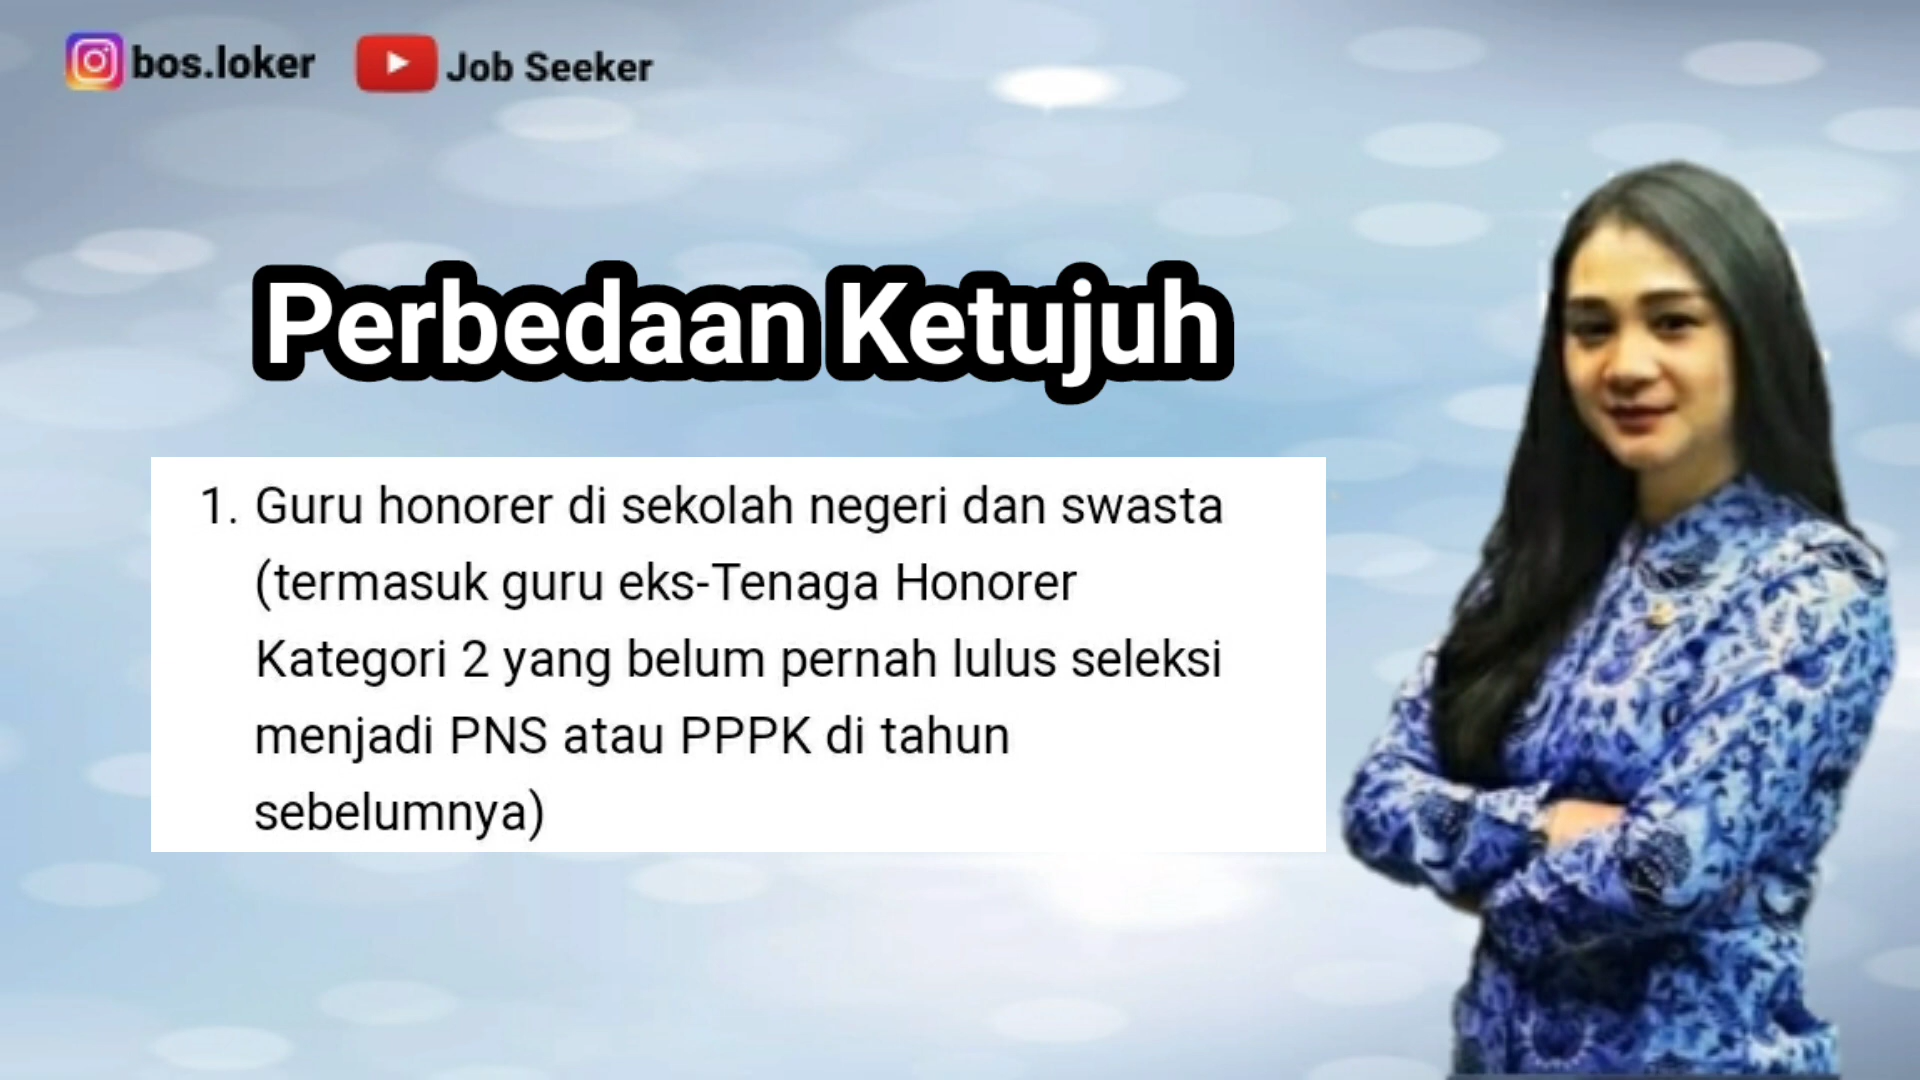 bos.loker
Job Seeker
Perbedaan Ketujuh
1. Guru honorer di sekolah negeri dan swasta
(termasuk guru eks-Tenaga Honorer
Kategori 2 yang belum pernah lulus seleksi
menjadi PNS atau PPPK di tahun
sebelumnya)